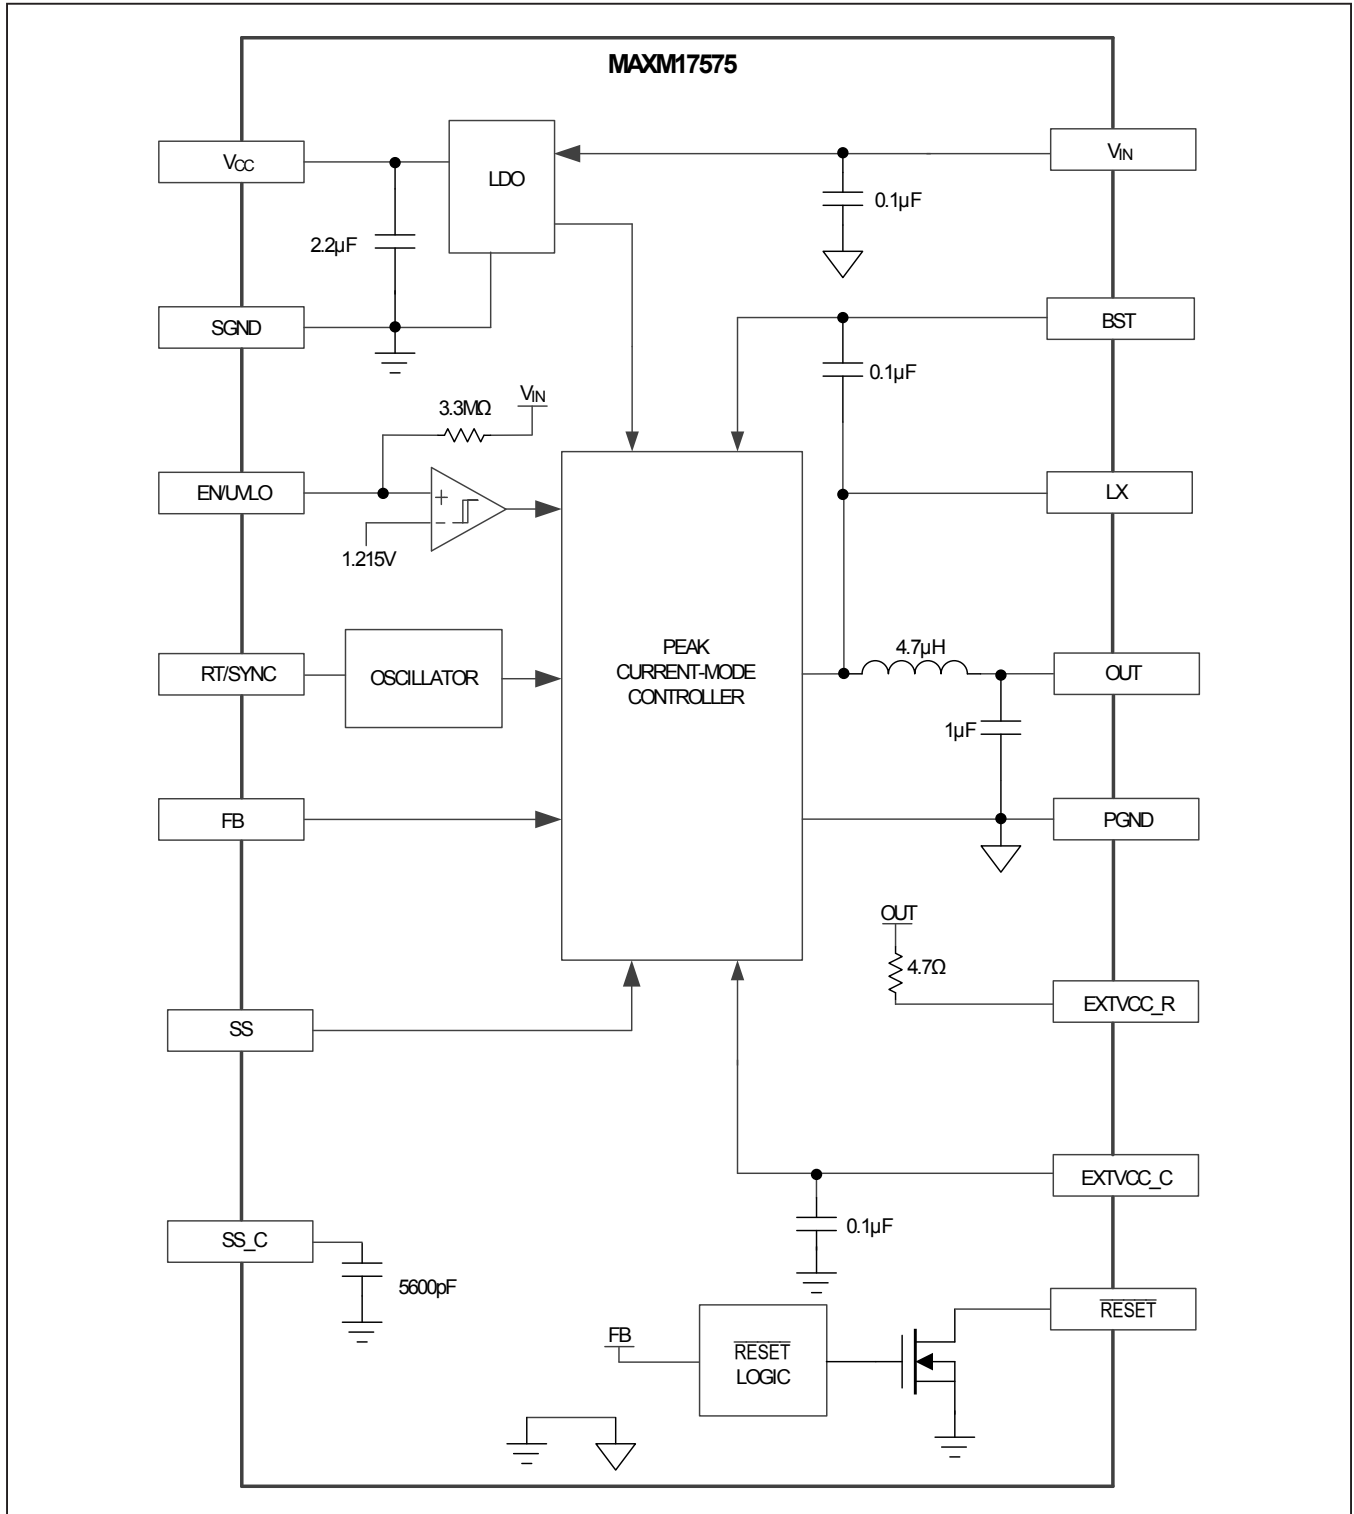 MAXM17575
VCC
LDO
VIN
0.1µF
2.2µF
SGND
BST
0.1µF
VIN
3.3MΩ
EN/UVLO
+
-
1.215V
LX
RT/SYNC
OSCILLATOR
PEAK
CURRENT-MODE
CONTROLLER
4.7µH
OUT
1µF
FB
PGND
OUT
4.7Ω
EXTVCC_R
SS
EXTVCC_C
0.1µF
SS_C
5600pF
RESET
FB
RESET
LOGIC